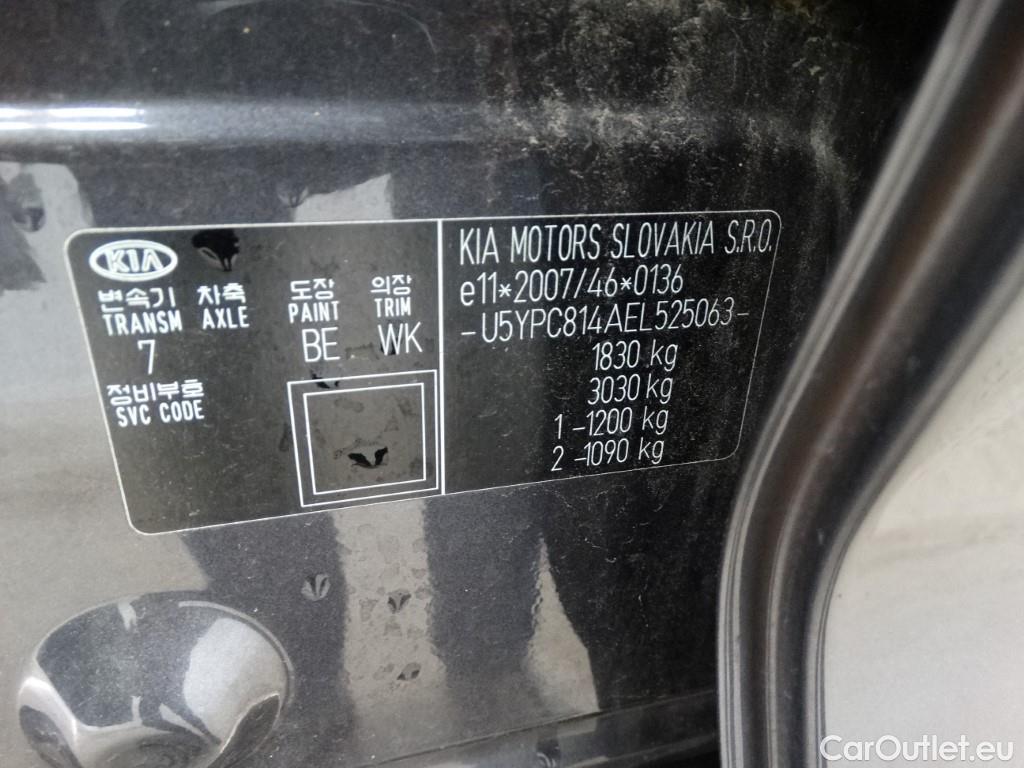 KIA
변속기 차축 도장 의장
TRANSM AXLE PAINT TRIM
7 BE WK
정비부호
SVC CODE
KIA MOTORS SLOVAKIA S.R.O.
e11*2007/46*0136
-U5YPC814AEL525063-
1830 kg
3030 kg
1 -1200 kg
2 -1090 kg
CarOutlet.eu